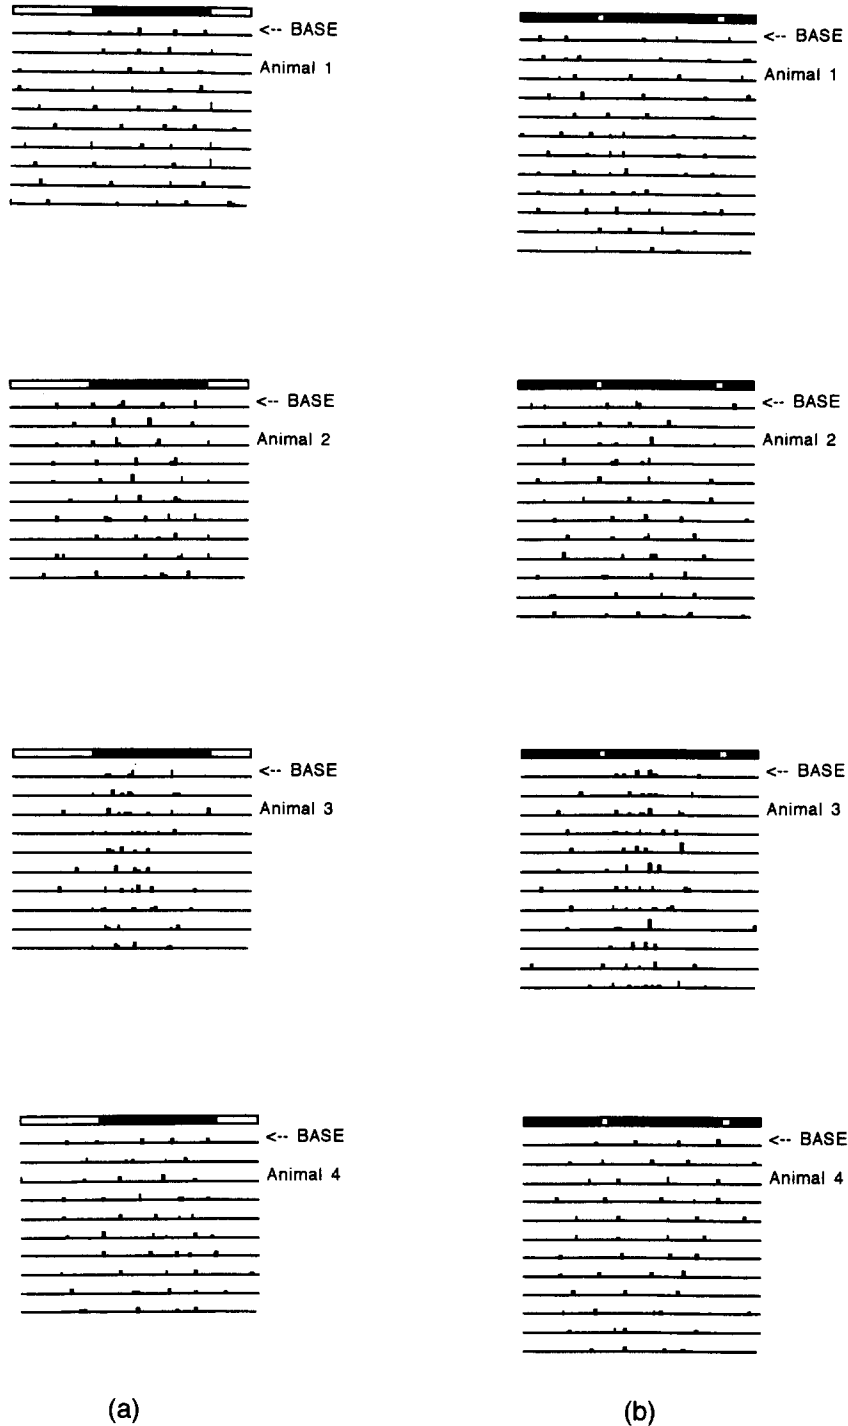 <-- BASE
<-- BASE
Animal 1
Animal 1
<-- BASE
<-- BASE
Animal 2
Animal 2
<-- BASE
<-- BASE
Animal 3
Animal 3
<-- BASE
<-- BASE
Animal 4
Animal 4
(a)
(b)